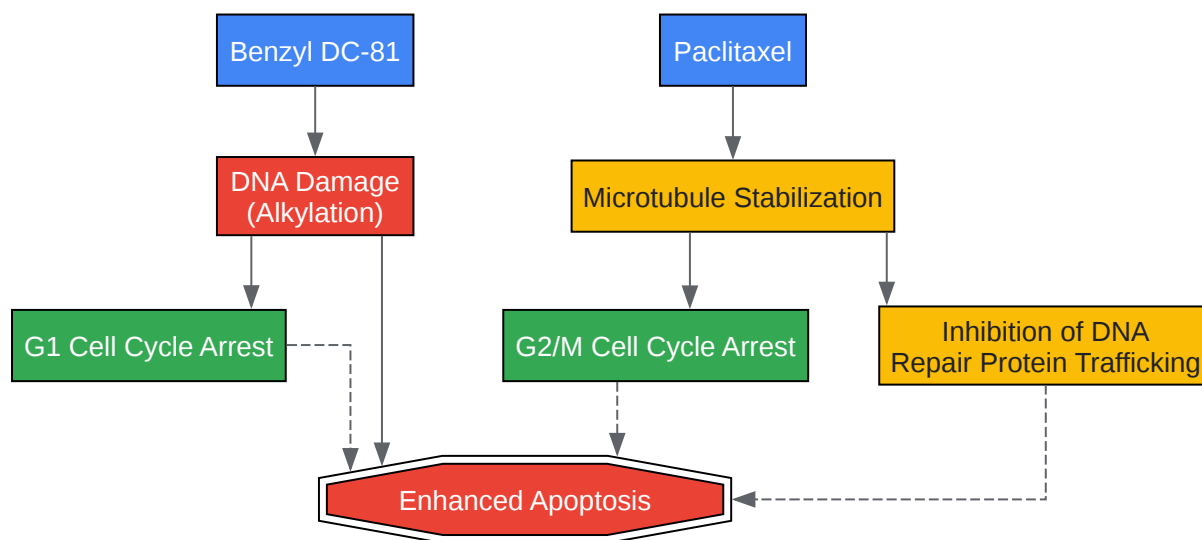 Benzyl DC-81
Paclitaxel
DNA Damage
(Alkylation)
Microtubule Stabilization
G1 Cell Cycle Arrest
G2/M Cell Cycle Arrest
Inhibition of DNA
Repair Protein Trafficking
Enhanced Apoptosis